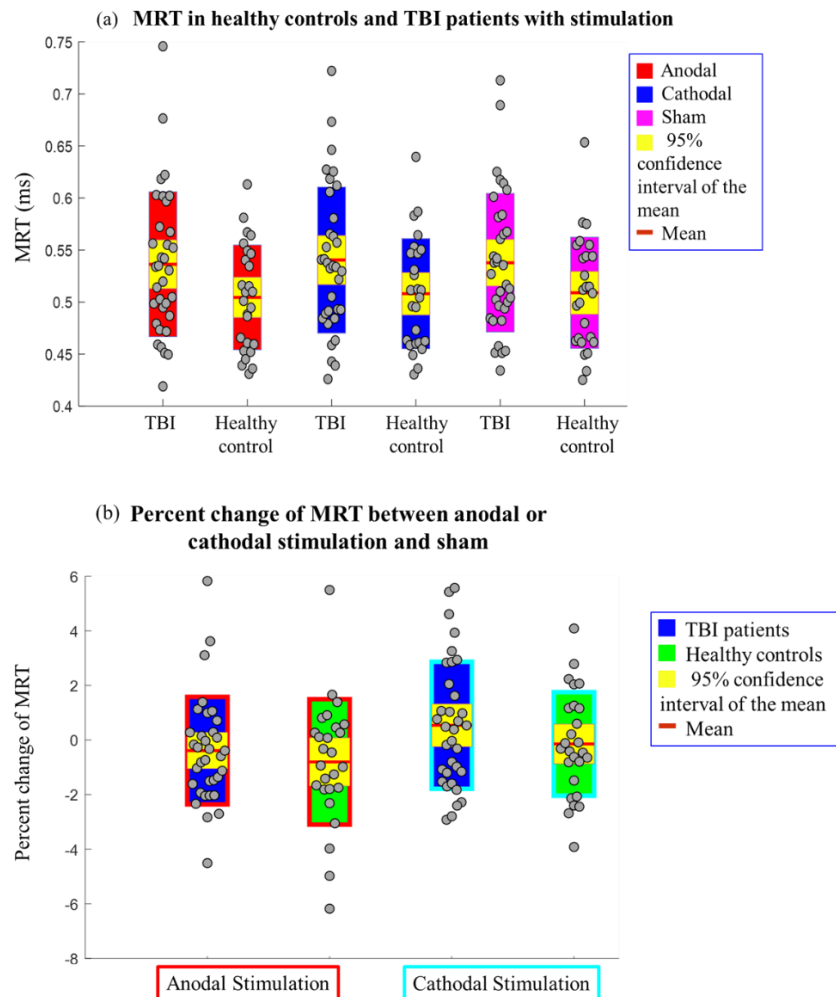 (a) MRT in healthy controls and TBI patients with stimulation
0.75
0.7
0.65
0.6
0.55
0.5
0.45
0.4
MRT (ms)
TBI
Healthy
control
TBI
Healthy
control
TBI
Healthy
control
Anodal
Cathodal
Sham
95%
confidence
interval of the
mean
Mean
(b) Percent change of MRT between anodal or
cathodal stimulation and sham
6
4
2
0
-2
-4
-6
-8
Percent change of MRT
Anodal Stimulation
Cathodal Stimulation
TBI patients
Healthy controls
95% confidence
interval of the mean
Mean